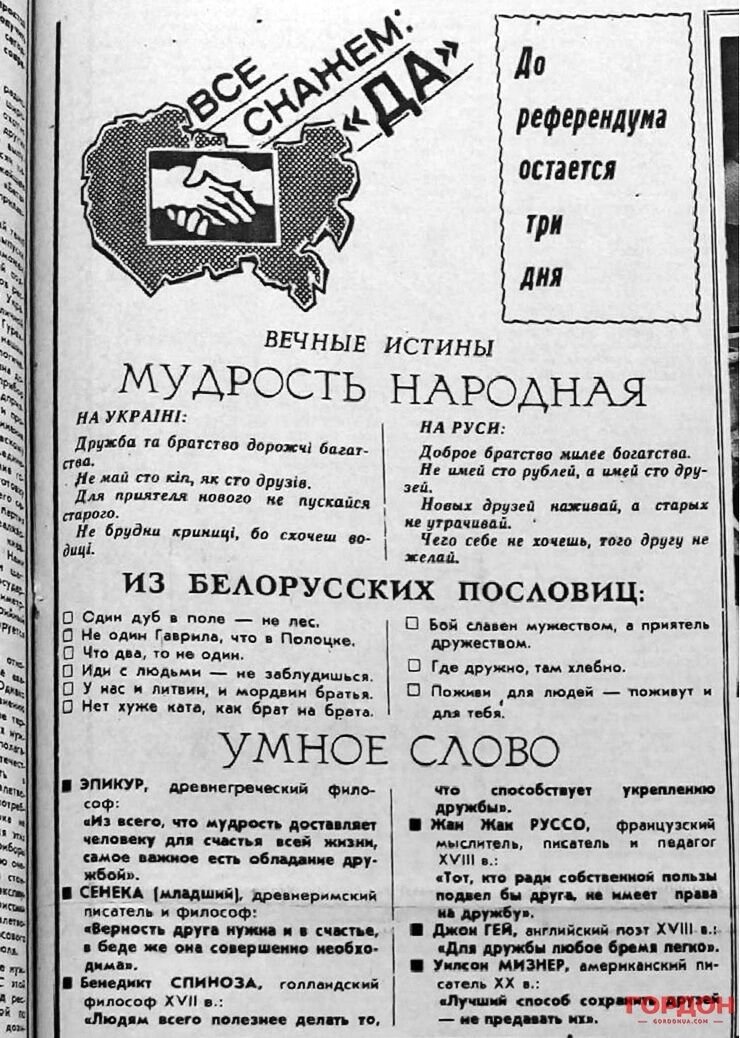 ВСЕ
СКАЖЕМ:
«ДА»
До
референдума
остается
три
дня
ВЕЧНЫЕ ИСТИНЫ
МУДРОСТЬ НАРОДНАЯ
НА УКРАЇНІ:
Дружба та братство дорожчі багат-
ства.
Не май сто кіп, як сто друзів.
Для приятеля нового не пускайся
старого.
Не брудни криниці, бо схочеш во-
диці.
НА РУСИ:
Доброе братство милее богатства.
Не имей сто рублей, а имей сто дру-
зей.
Новых друзей наживай, а старых
не утрачивай.
Чего себе не хочешь, того другу не
желай.
ИЗ БЕЛОРУССКИХ ПОСЛОВИЦ:
Один дуб в поле — не лес.
Не один Гаврила, что в Полоцке.
Что два, то не один.
Иди с людьми — не заблудишься.
У нас и литвин, и мордвин братья.
Нет хуже ката, как брат на брата.
Бой славен мужеством, а приятель
дружеством.
Где дружно, там хлебно.
Поживи для людей — поживут и
для тебя.
УМНОЕ СЛОВО
ЭПИКУР, древнегреческий фило-
соф:
«Из всего, что мудрость доставляет
человеку для счастья всей жизни,
самое важное есть обладание дру-
жбой».
СЕНЕКА (младший), древнеримский
писатель и философ:
«Верность друга нужна и в счастье,
в беде же она совершенно необхо-
дима».
Бенедикт СПИНОЗА, голландский
философ XVII в.:
«Людям всего полезнее делать то,
что способствует укреплению
дружбы».
Жан Жак РУССО, французский
мыслитель, писатель и педагог
XVIII в.:
«Тот, кто ради собственной пользы
подвел бы друга, не имеет права
на дружбу».
Джон ГЕЙ, английский поэт XVIII в.:
«Для дружбы любое бремя легко».
Уилсон МИЗНЕР, американский пи-
сатель XX в.:
«Лучший способ сохранить друзей
— не предавать их».
ГОРДОН
GORDONUA.COM